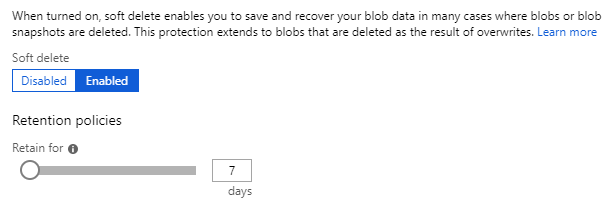 When turned on, soft delete enables you to save and recover your blob data in many cases where blobs or blob
snapshots are deleted. This protection extends to blobs that are deleted as the result of overwrites. Learn more
Soft delete
Disabled Enabled
Retention policies
Retain for
7
days